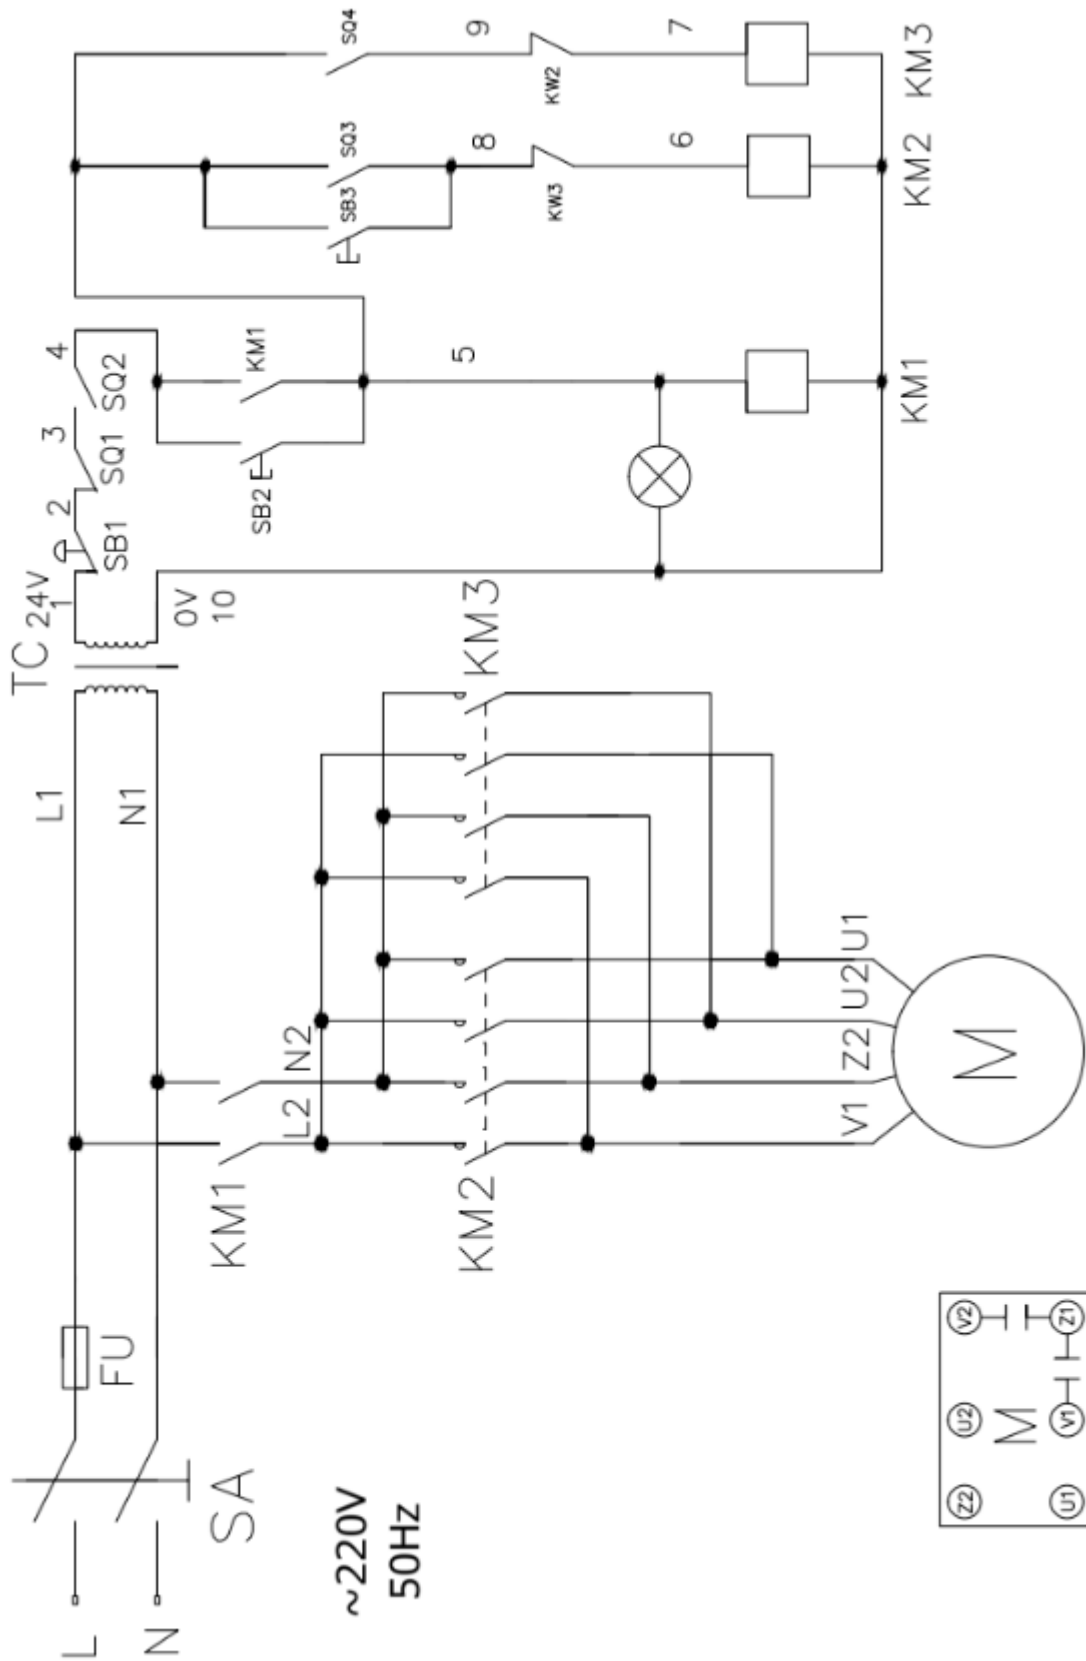 L
N
SA
~220V
50Hz
FU
L1
N1
TC
24V
1
0V
10
SB1
2
SQ1
3
SQ2
4
KM1
L2
N2
KM2
KM3
V1
Z2
U2
U1
M
SB2
KM1
5
KM1
SB3
SQ3
8
KW3
6
KM2
SQ4
9
KW2
7
KM3
Z2
U2
V2
M
U1
V1
Z1